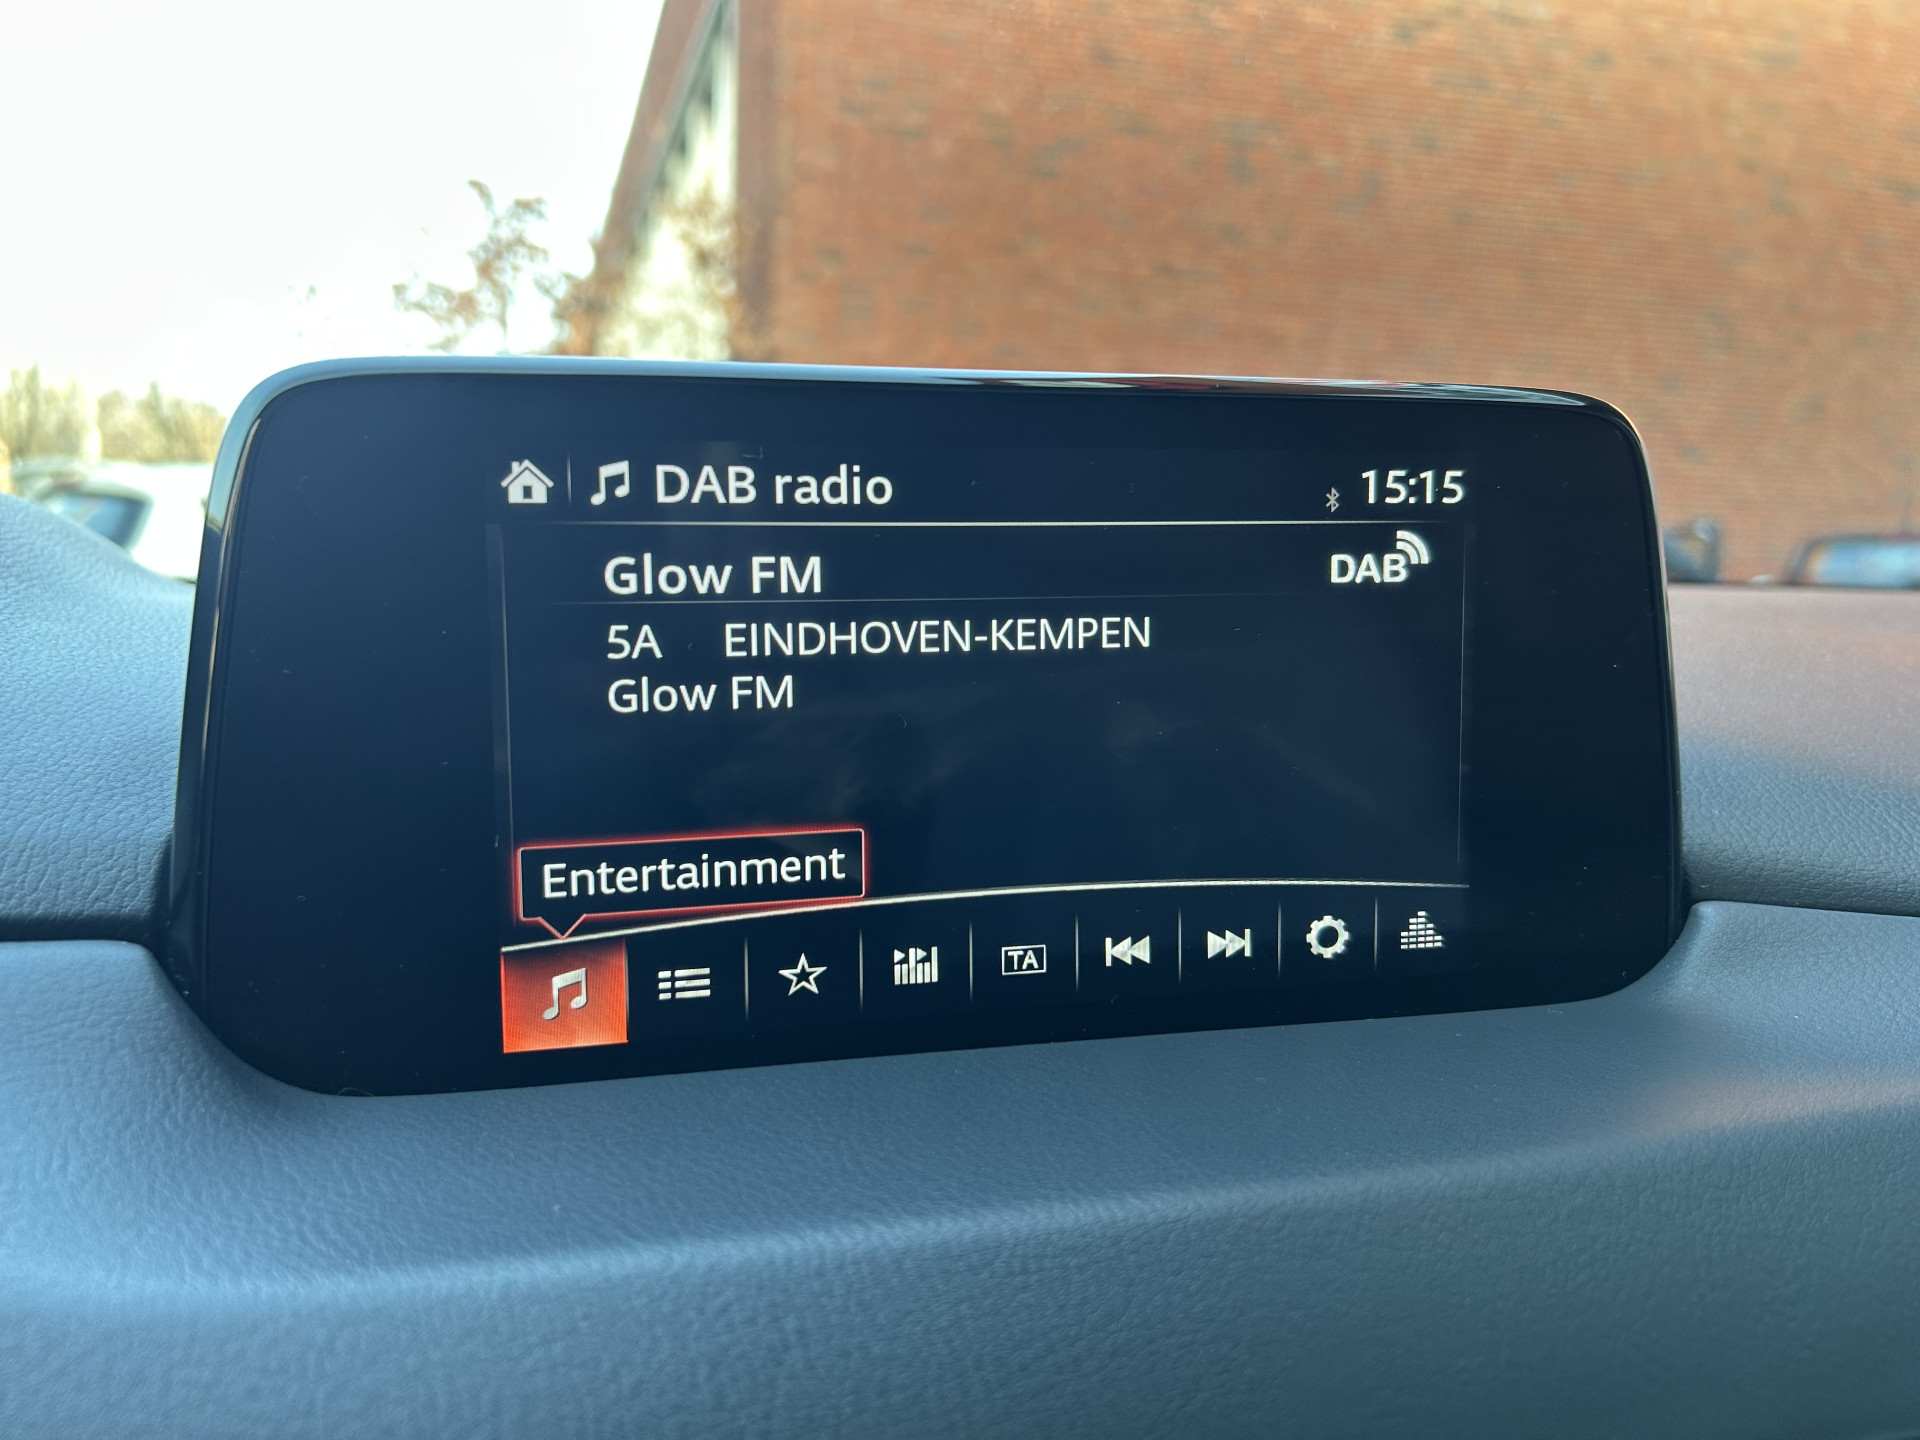 DAB radio 15:15
Glow FM DAB
5A EINDHOVEN-KEMPEN
Glow FM
Entertainment
TA